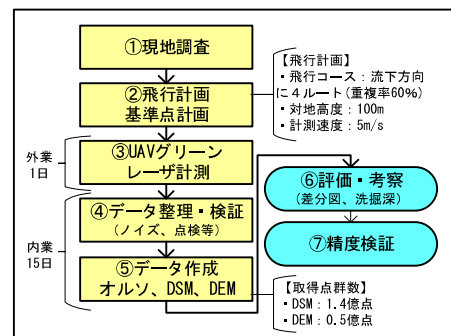 ①現地調査
②飛行計画
基準点計画
【飛行計画】
・飛行コース：流下方向
に４ルート(重複率60%)
・対地高度：100m
・計測速度：5m/s
外業
1日
③UAVグリーン
レーザ計測
④データ整理・検証
(ノイズ、点検等)
内業
15日
⑤データ作成
オルソ、DSM、DEM
⑥評価・考察
(差分図、洗掘深)
⑦精度検証
【取得点群数】
・DSM：1.4億点
・DEM：0.5億点